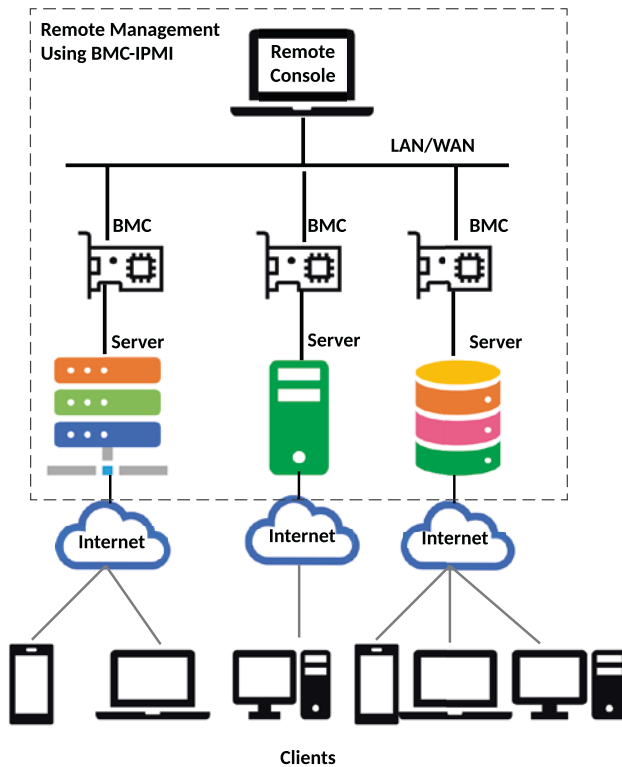 Remote Management
Using BMC-IPMI
Remote
Console
LAN/WAN
BMC
BMC
BMC
Server
Server
Server
Internet
Internet
Internet
Clients